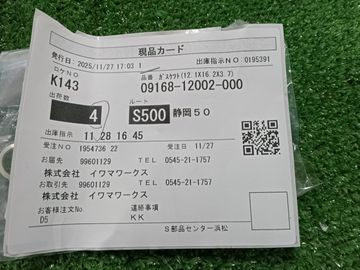 現品カード
発行日：2025/11/27 17:03 1 出庫指示NO：0195391
ロケNO 品番 ガスケット(12.1X16.2X3.7)
K143 09168-12002-000
出荷数 ルート
4 S500 静岡50
出庫指示 11 28 16 45
受注NO 1954736 22 受注日 11/27
お届先 99601129 TEL 0545-21-1757
株式会社 イワマワークス
お取引先 99601129 TEL 0545-21-1757
株式会社 イワマワークス
お客様注文No. 連絡事項
D5 KK
S部品センター浜松